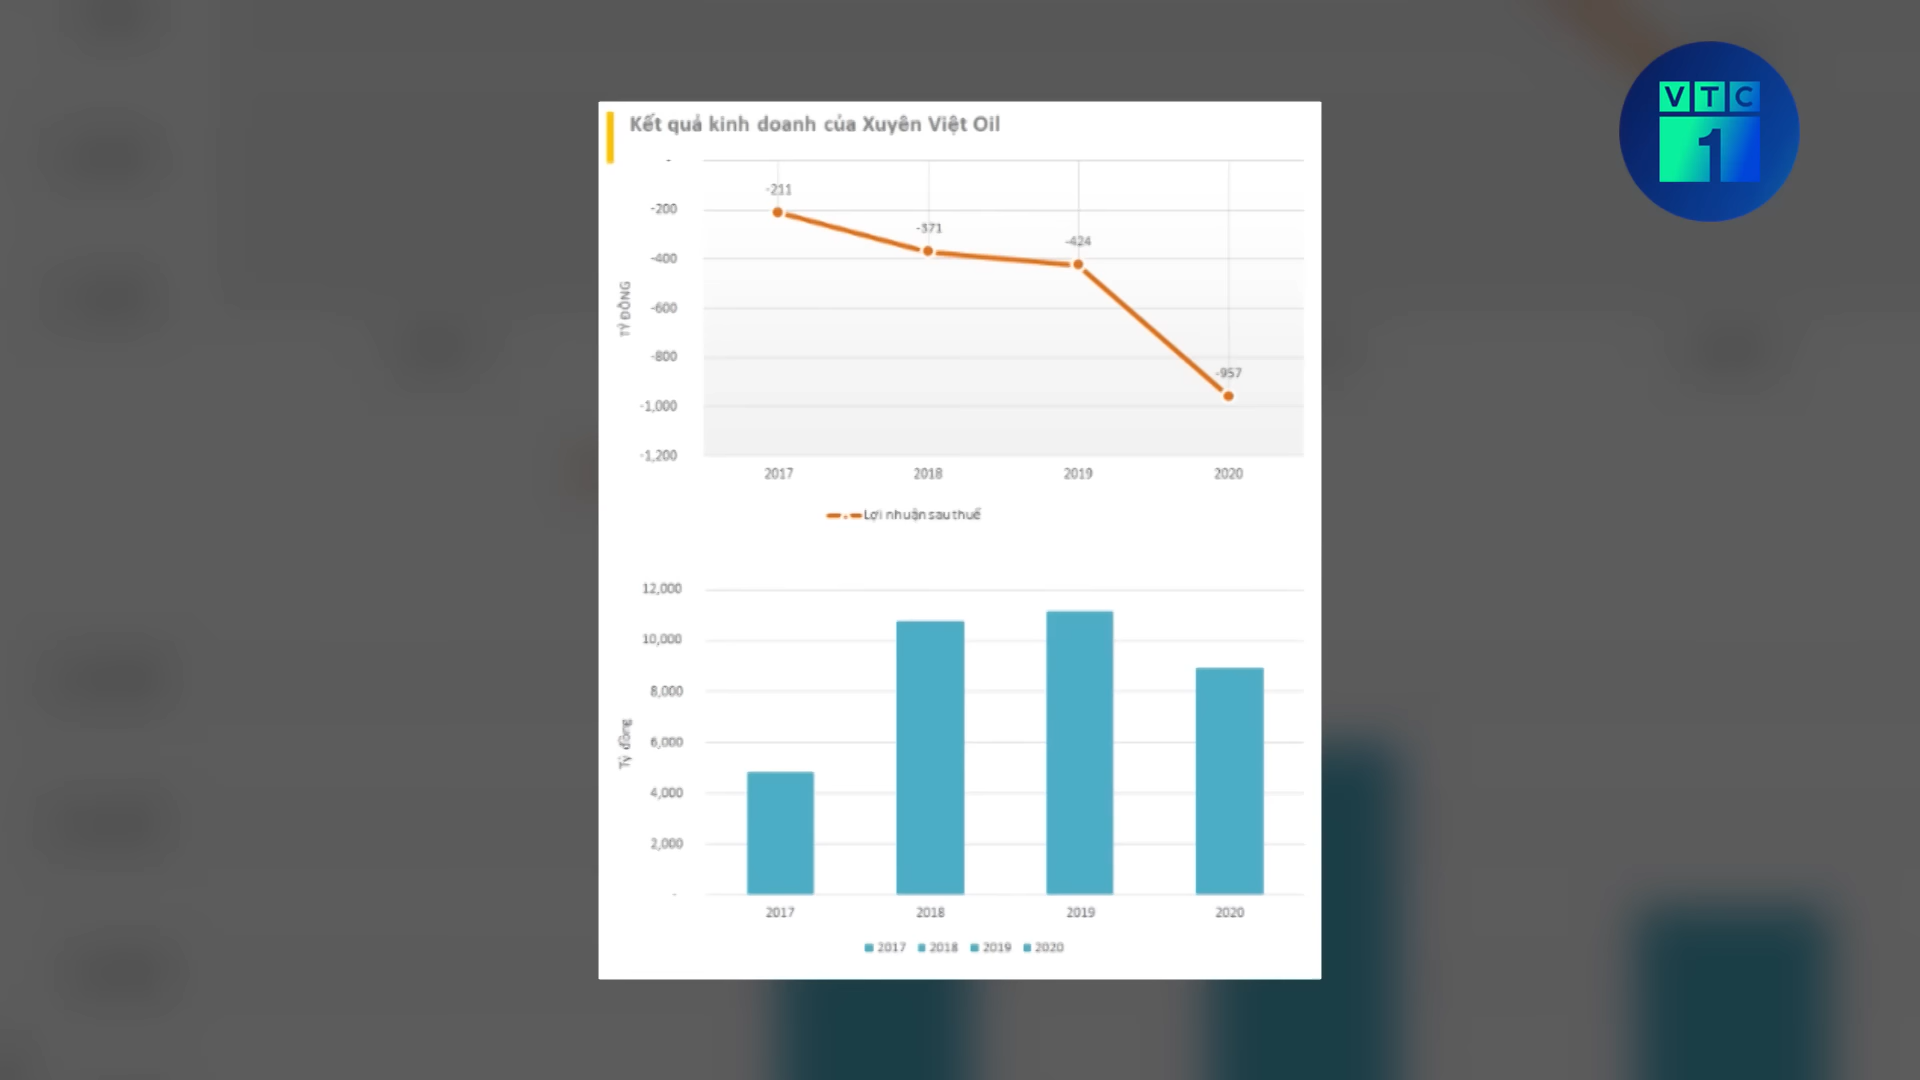 VTC
1
Kết quả kinh doanh của Xuyên Việt Oil
-
-200
-400
-600
-800
-1,000
-1,200
TỶ ĐỒNG
-211
-371
-424
-957
2017 2018 2019 2020
Lợi nhuận sau thuế
12,000
10,000
8,000
6,000
4,000
2,000
-
Tỷ đồng
2017 2018 2019 2020
2017 2018 2019 2020